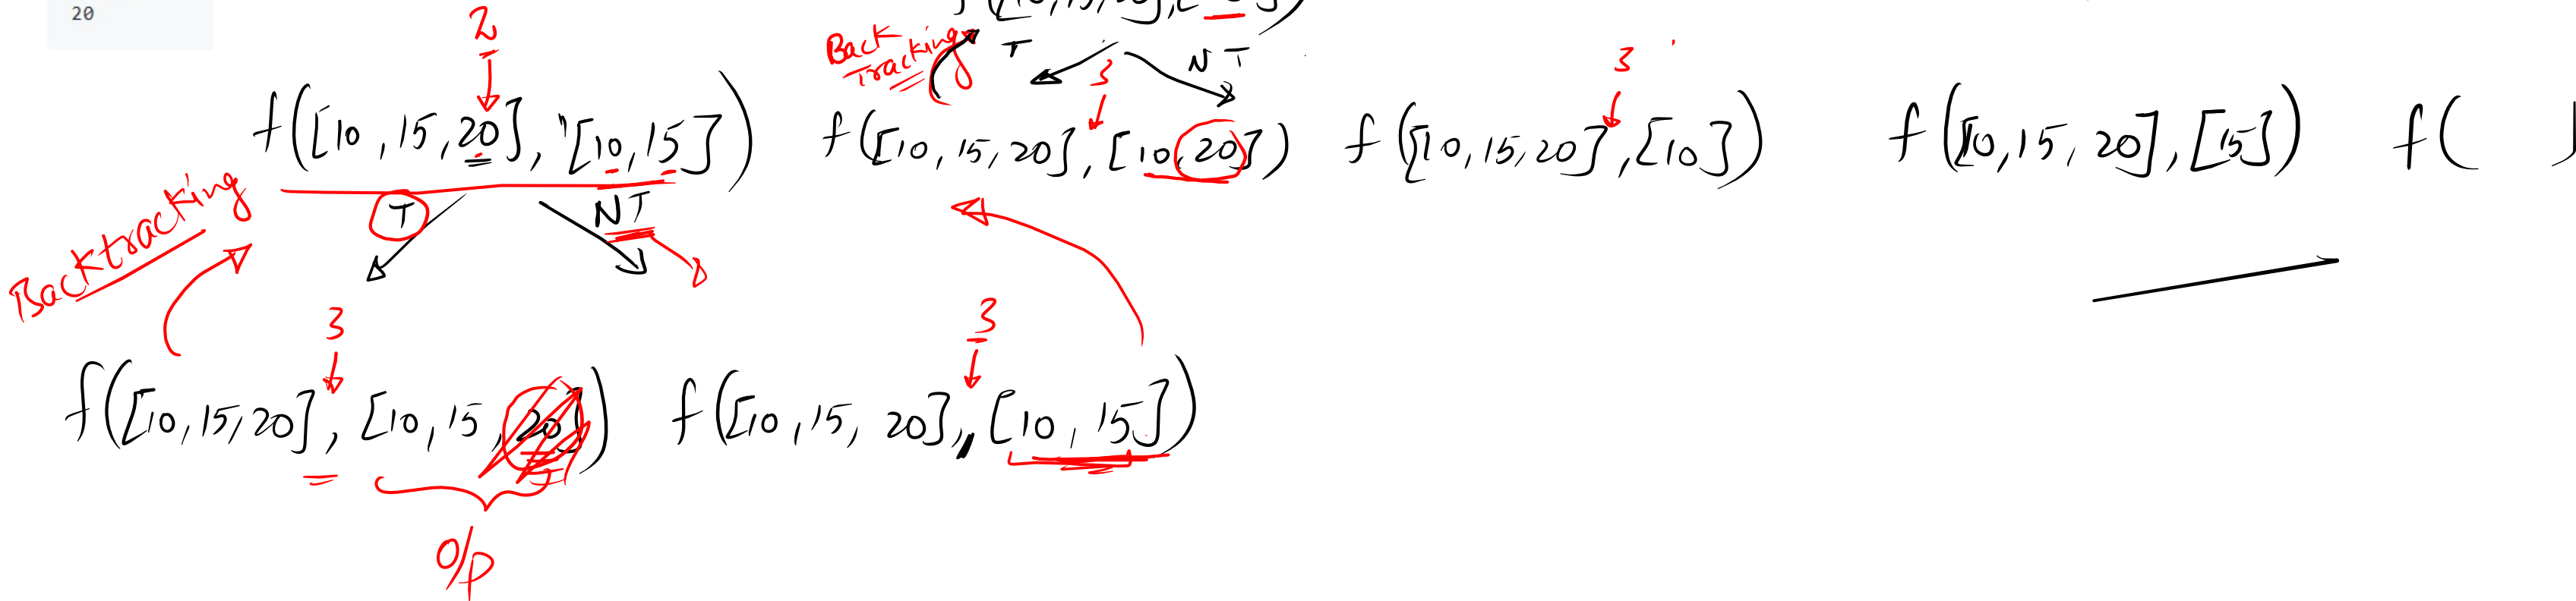 20
2
Back
Tracking
T
N T
3
3
f([10,15,20], [10,15])
f([10,15,20], [10,20])
f([10,15,20], [10])
f([10,15,20], [15])
f( )
Backtracking
T
NT
3
3
f([10,15,20], [10,15,20])
f([10,15,20], [10,15])
O/P